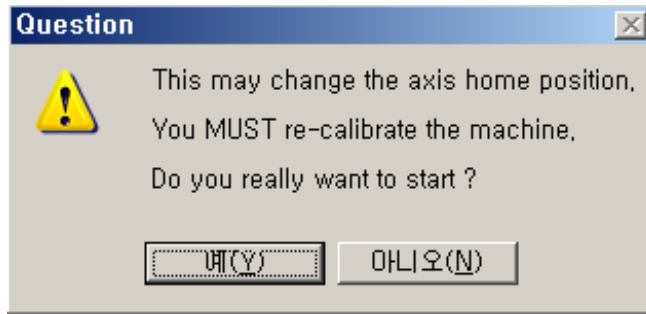 Question
This may change the axis home position,
You MUST re-calibrate the machine,
Do you really want to start ?
예(Y) 아니오(N)